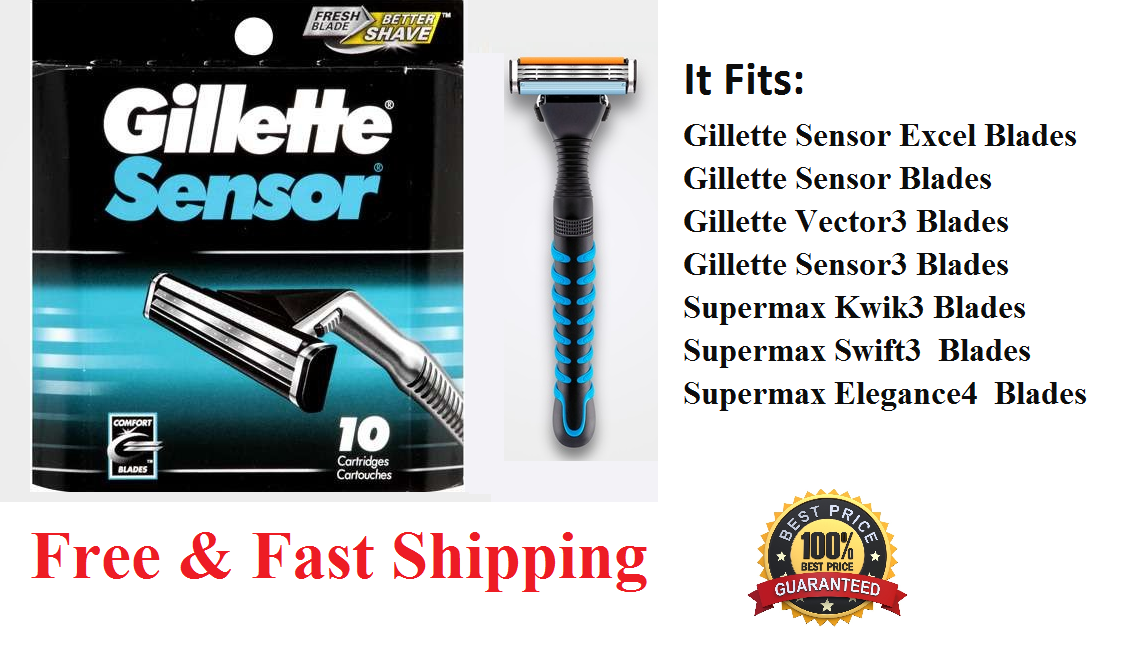 FRESH BLADE
BETTER SHAVE™
Gillette®
Sensor®
COMFORT
BLADES™
10
Cartridges
Cartouches
It Fits:
Gillette Sensor Excel Blades
Gillette Sensor Blades
Gillette Vector3 Blades
Gillette Sensor3 Blades
Supermax Kwik3 Blades
Supermax Swift3 Blades
Supermax Elegance4 Blades
Free & Fast Shipping
BEST PRICE
100%
BEST PRICE
GUARANTEED